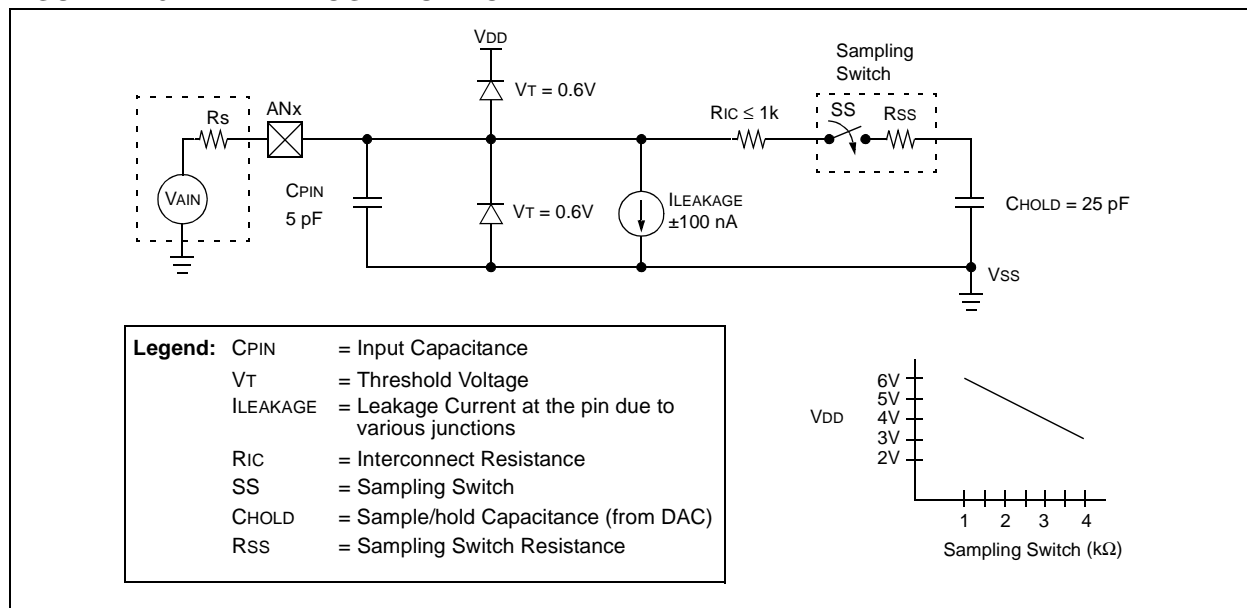 VDD
Sampling
Switch
VT = 0.6V
ANx
RS
RIC ≤ 1k
SS
RSS
VAIN
CPIN
5 pF
VT = 0.6V
ILEAKAGE
±100 nA
CHOLD = 25 pF
VSS
Legend: CPIN = Input Capacitance
VT = Threshold Voltage
ILEAKAGE = Leakage Current at the pin due to
various junctions
RIC = Interconnect Resistance
SS = Sampling Switch
CHOLD = Sample/hold Capacitance (from DAC)
RSS = Sampling Switch Resistance
VDD
6V
5V
4V
3V
2V
1 2 3 4
Sampling Switch (kΩ)